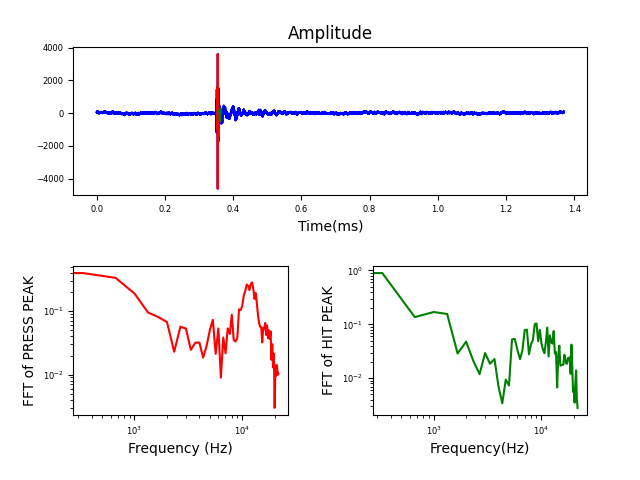 Amplitude
4000
2000
0
−2000
−4000
0.0 0.2 0.4 0.6 0.8 1.0 1.2 1.4
Time(ms)
FFT of PRESS PEAK
10⁻¹
10⁻²
10³ 10⁴
Frequency (Hz)
FFT of HIT PEAK
10⁰
10⁻¹
10⁻²
10³ 10⁴
Frequency(Hz)